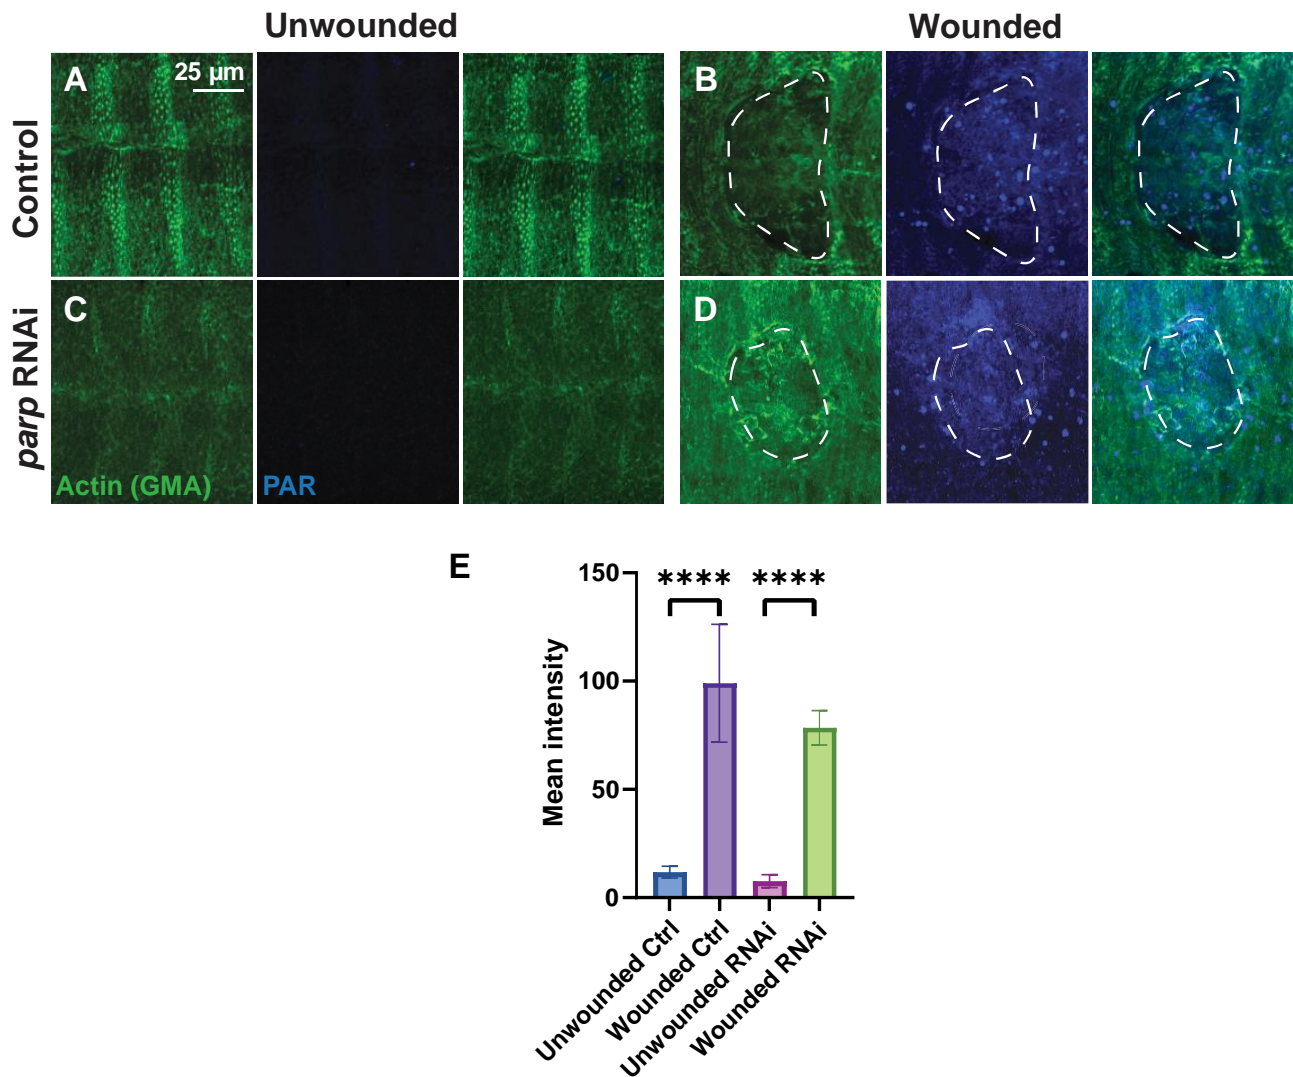 Unwounded
Wounded
Control
A
25 µm
B
parp RNAi
C
Actin (GMA)
PAR
D
E
Mean intensity
150
100
50
0
**** ****
Unwounded Ctrl
Wounded Ctrl
Unwounded RNAi
Wounded RNAi